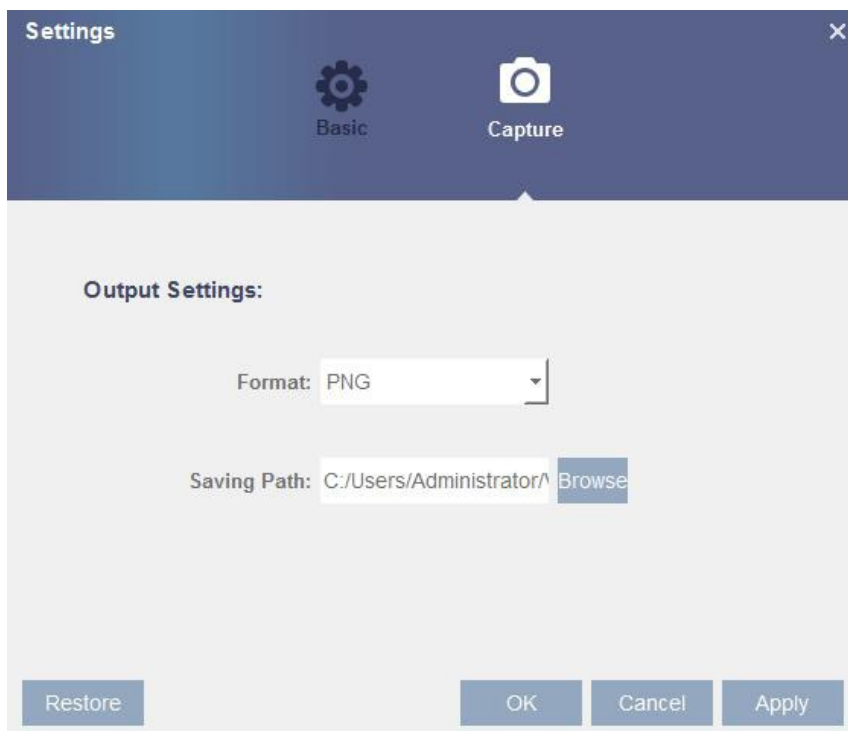 Settings
Basic
Capture
Output Settings:
Format: PNG
Saving Path: C:/Users/Administrator/ Browse
Restore OK Cancel Apply